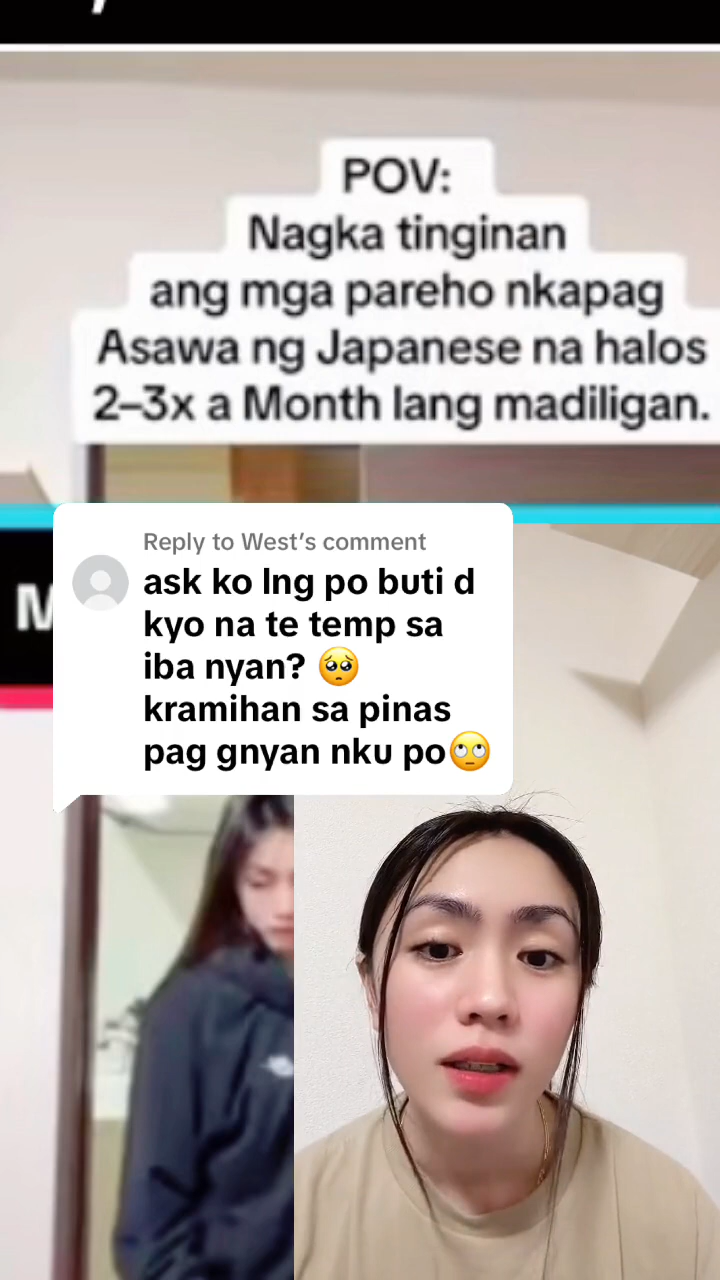 POV:
Nagka tinginan
ang mga pareho nkapag
Asawa ng Japanese na halos
2–3x a Month lang madiligan.
Reply to West's comment
ask ko lng po buti d
kyo na te temp sa
iba nyan? 🥺
kramihan sa pinas
pag gnyan nku po🙄